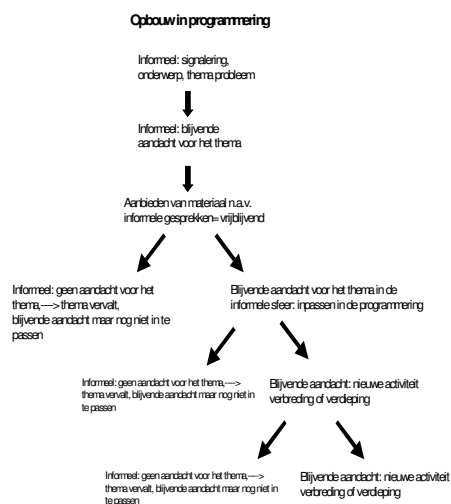 Opbouw in programmering
Informeel: signalering,
onderwerp, thema probleem
Informeel: blijvende
aandacht voor het thema
Aanbieden van materiaal n.a.v.
informele gesprekken= vrijblijvend
Informeel: geen aandacht voor het
thema,----> thema vervalt,
blijvende aandacht maar nog niet in te
passen
Blijvende aandacht voor het thema in de
informele sfeer: inpassen in de programmering
Informeel: geen aandacht voor het thema,---->
thema vervalt, blijvende aandacht maar nog niet in
te passen
Blijvende aandacht: nieuwe activiteit
verbreding of verdieping
Informeel: geen aandacht voor het thema,---->
thema vervalt, blijvende aandacht maar nog niet in
te passen
Blijvende aandacht: nieuwe activiteit
verbreding of verdieping